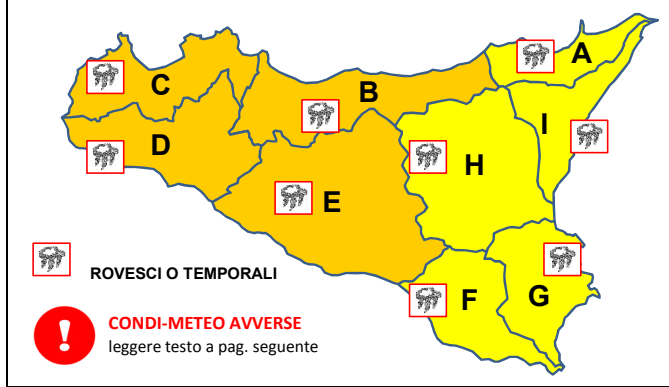 A
C
B
I
D
H
E
F
G
ROVESCI O TEMPORALI
!
CONDI-METEO AVVERSE
leggere testo a pag. seguente